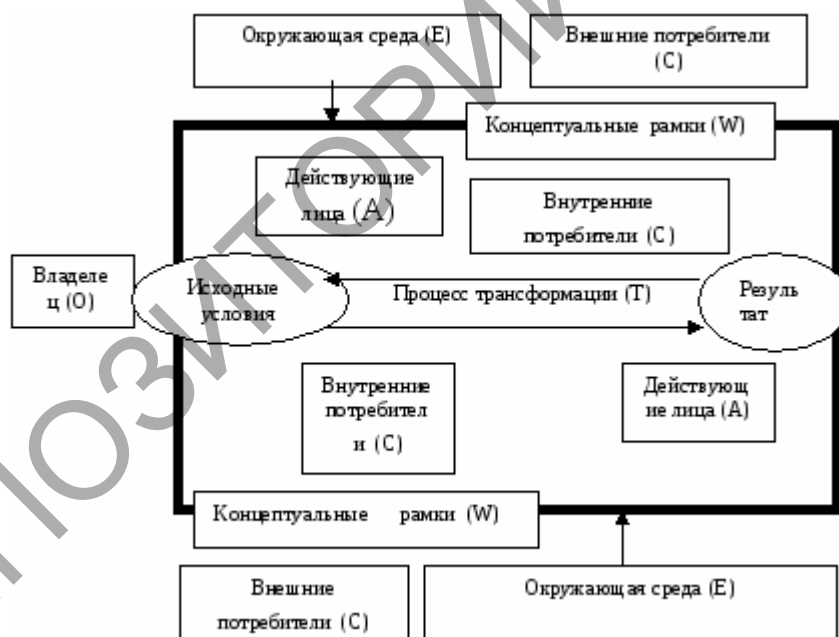 Окружающая среда (E)
Внешние потребители
(C)
Концептуальные рамки (W)
Действующие
лица (A)
Внутренние
потребители (C)
Владеле
ц (O)
Исходные
условия
Процесс трансформации (T)
Резуль
тат
Внутренние
потребител
и (C)
Действующ
ие лица (A)
Концептуальные рамки (W)
Внешние
потребители (C)
Окружающая среда (E)
ПОЗИТОРИЙ